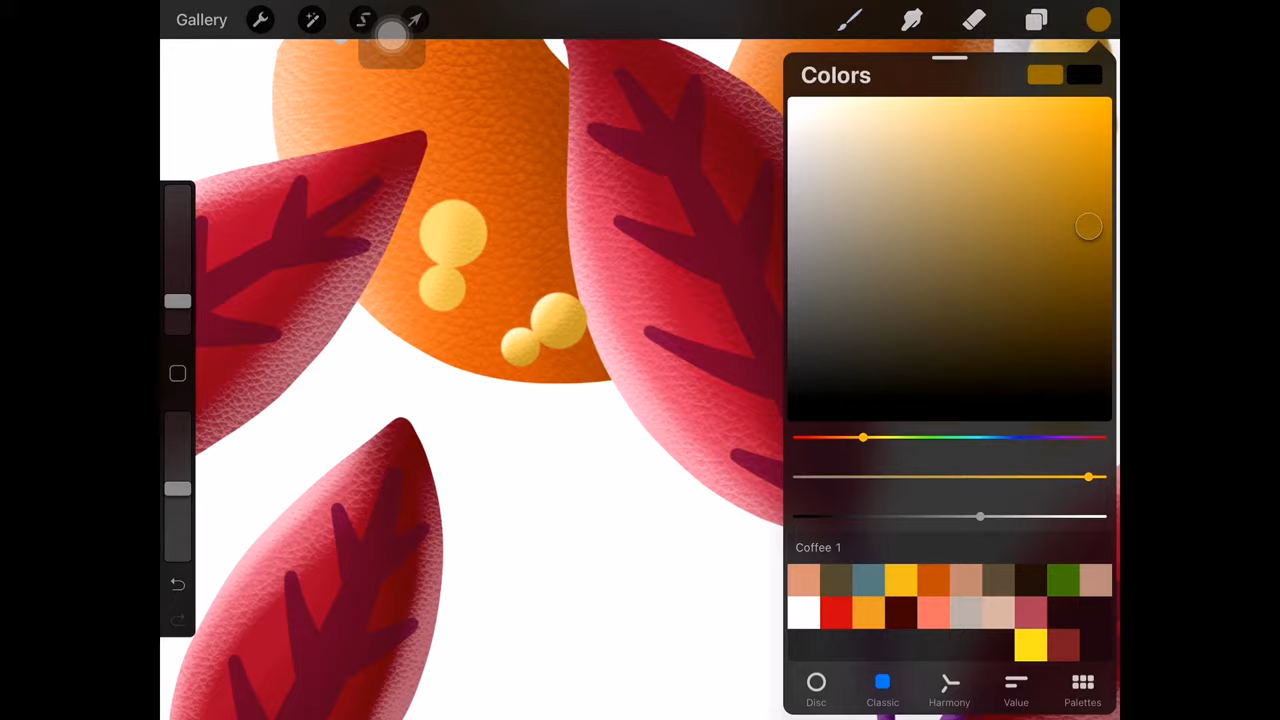 Gallery
Colors
Coffee 1
Disc
Classic
Harmony
Value
Palettes